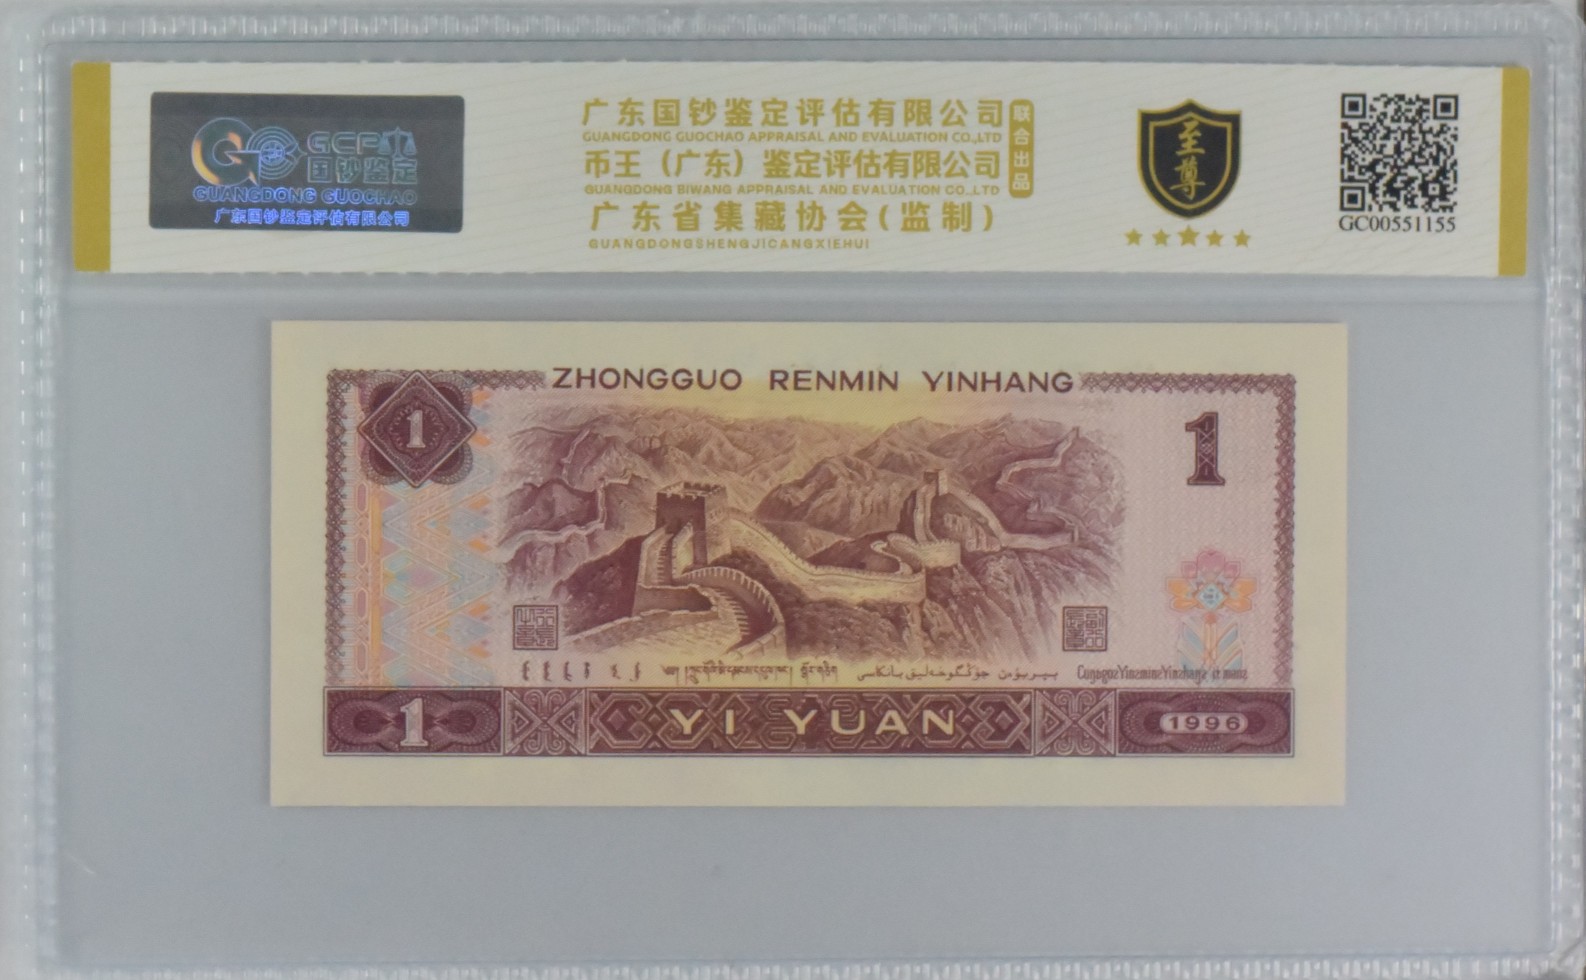 GCF
国钞鉴定
GUANGDONG GUOCHAO
广东国钞鉴定评估有限公司
广东国钞鉴定评估有限公司
GUANGDONG GUOCHAO APPRAISAL AND EVALUATION CO.,LTD
币王（广东）鉴定评估有限公司
GUANGDONG BIWANG APPRAISAL AND EVALUATION CO.,LTD
广东省集藏协会(监制)
GUANGDONGSHENGJICANGXIEHUI
联合出品
至尊
GC00551155
ZHONGGUO RENMIN YINHANG
1
1
1 YI YUAN 1996